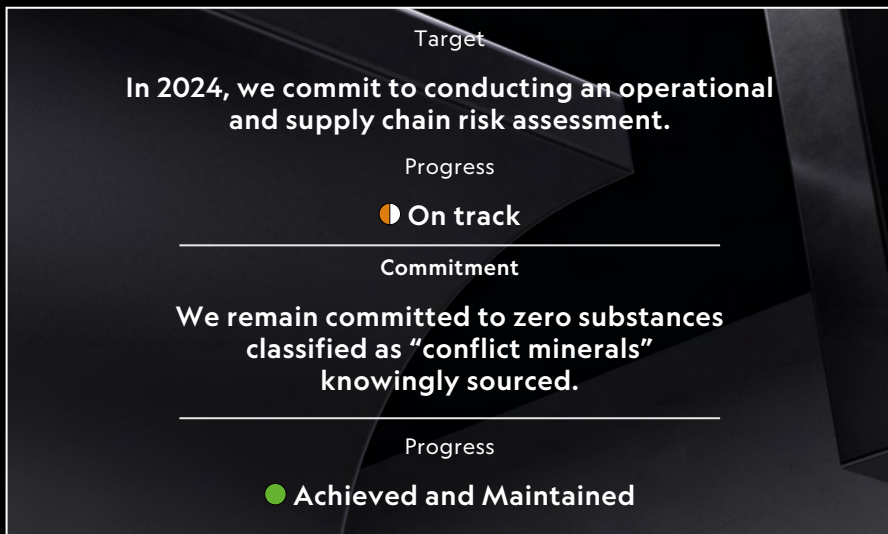 Target
In 2024, we commit to conducting an operational
and supply chain risk assessment.
Progress
On track
Commitment
We remain committed to zero substances
classified as “conflict minerals”
knowingly sourced.
Progress
Achieved and Maintained